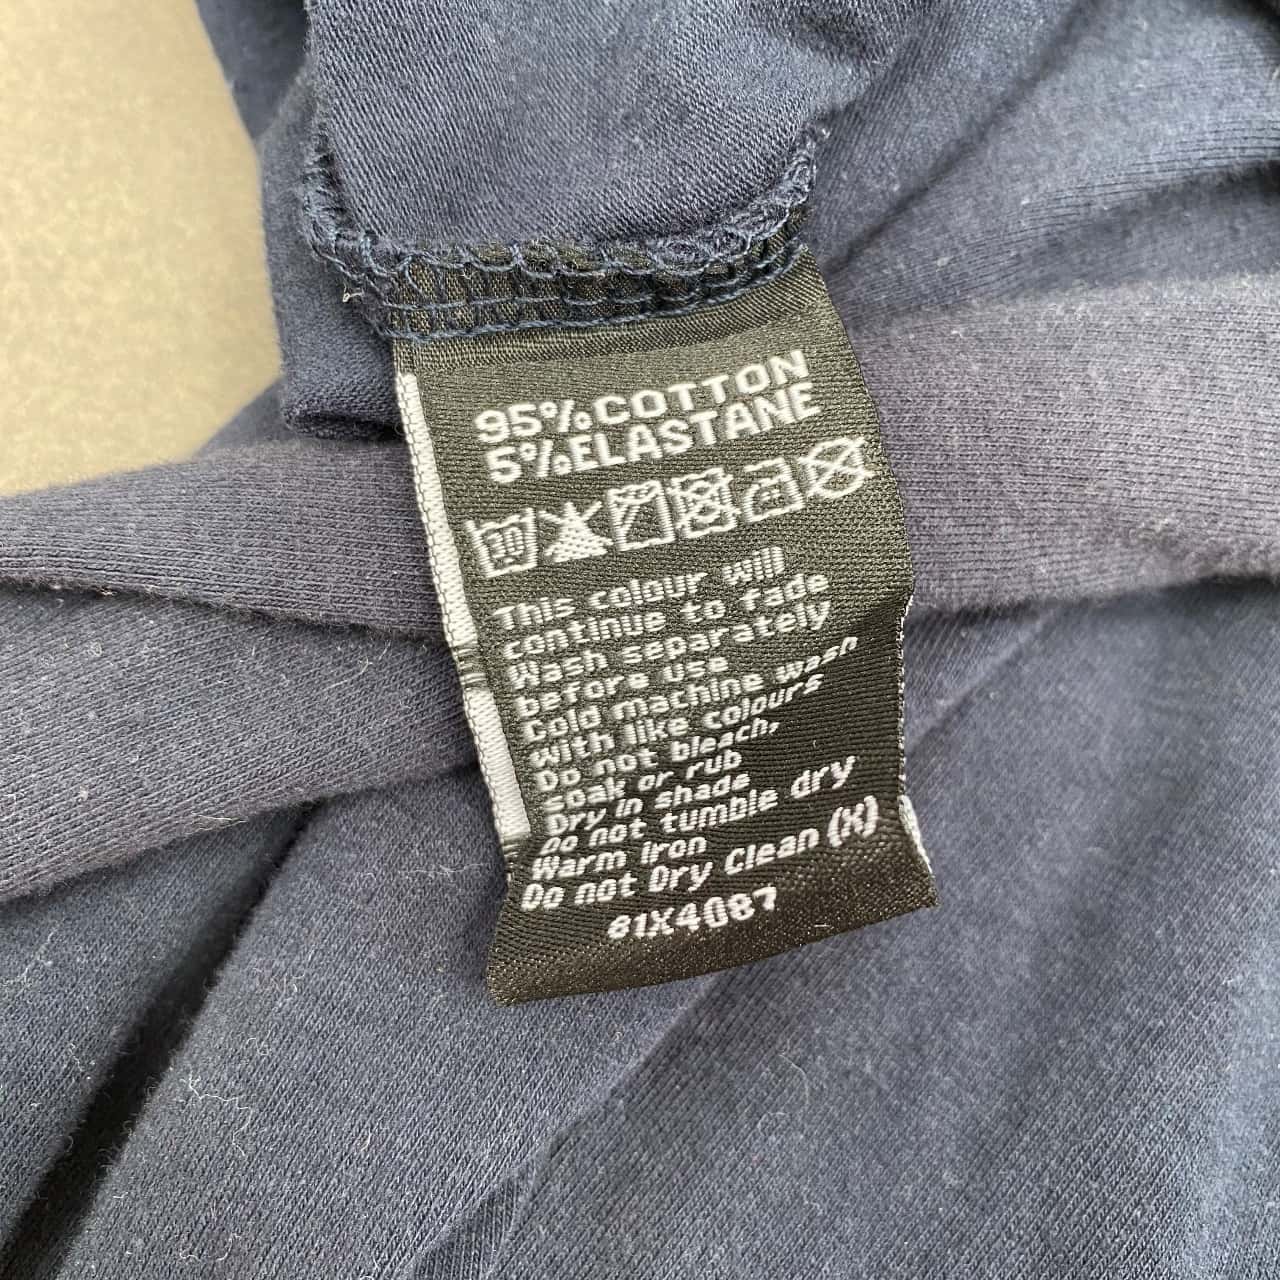 95%COTTON
5%ELASTANE
30
This colour will
continue to fade
Wash separately
before use
Cold machine wash
with like colours
Do not bleach,
soak or rub
Dry in shade
Do not tumble dry
Warm iron
Do not Dry Clean (X)
81X4087